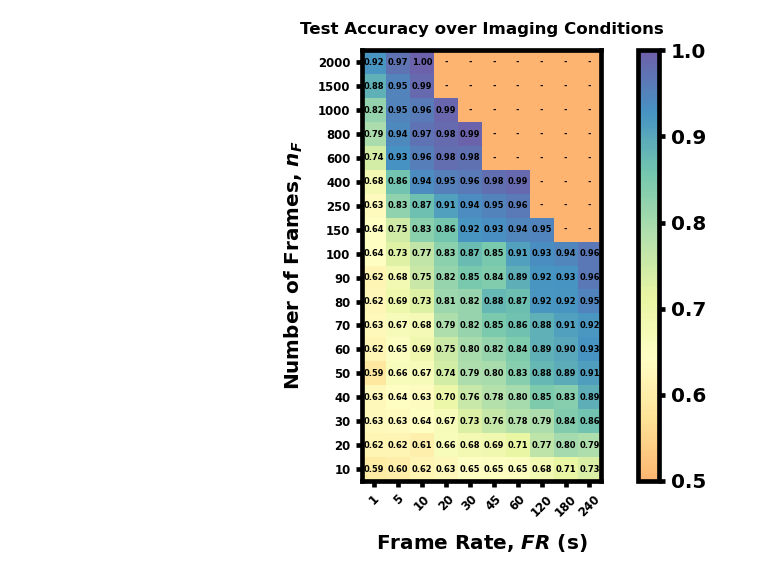 Test Accuracy over Imaging Conditions
2000 0.92 0.97 1.00 - - - - - - -
1500 0.88 0.95 0.99 - - - - - - -
1000 0.82 0.95 0.96 0.99 - - - - - -
800 0.79 0.94 0.97 0.98 0.99 - - - - -
600 0.74 0.93 0.96 0.98 0.98 - - - - -
400 0.68 0.86 0.94 0.95 0.96 0.98 0.99 - - -
250 0.63 0.83 0.87 0.91 0.94 0.95 0.96 - - -
150 0.64 0.75 0.83 0.86 0.92 0.93 0.94 0.95 - -
100 0.64 0.73 0.77 0.83 0.87 0.85 0.91 0.93 0.94 0.96
90 0.62 0.68 0.75 0.82 0.85 0.84 0.89 0.92 0.93 0.96
80 0.62 0.69 0.73 0.81 0.82 0.88 0.87 0.92 0.92 0.95
70 0.63 0.67 0.68 0.79 0.82 0.85 0.86 0.88 0.91 0.92
60 0.62 0.65 0.69 0.75 0.80 0.82 0.84 0.89 0.90 0.93
50 0.59 0.66 0.67 0.74 0.79 0.80 0.83 0.88 0.89 0.91
40 0.63 0.64 0.63 0.70 0.76 0.78 0.80 0.85 0.83 0.89
30 0.63 0.63 0.64 0.67 0.73 0.76 0.78 0.79 0.84 0.86
20 0.62 0.62 0.61 0.66 0.68 0.69 0.71 0.77 0.80 0.79
10 0.59 0.60 0.62 0.63 0.65 0.65 0.65 0.68 0.71 0.73
1 5 10 20 30 45 60 120 180 240
Frame Rate, FR (s)
Number of Frames, n_F
1.0
0.9
0.8
0.7
0.6
0.5